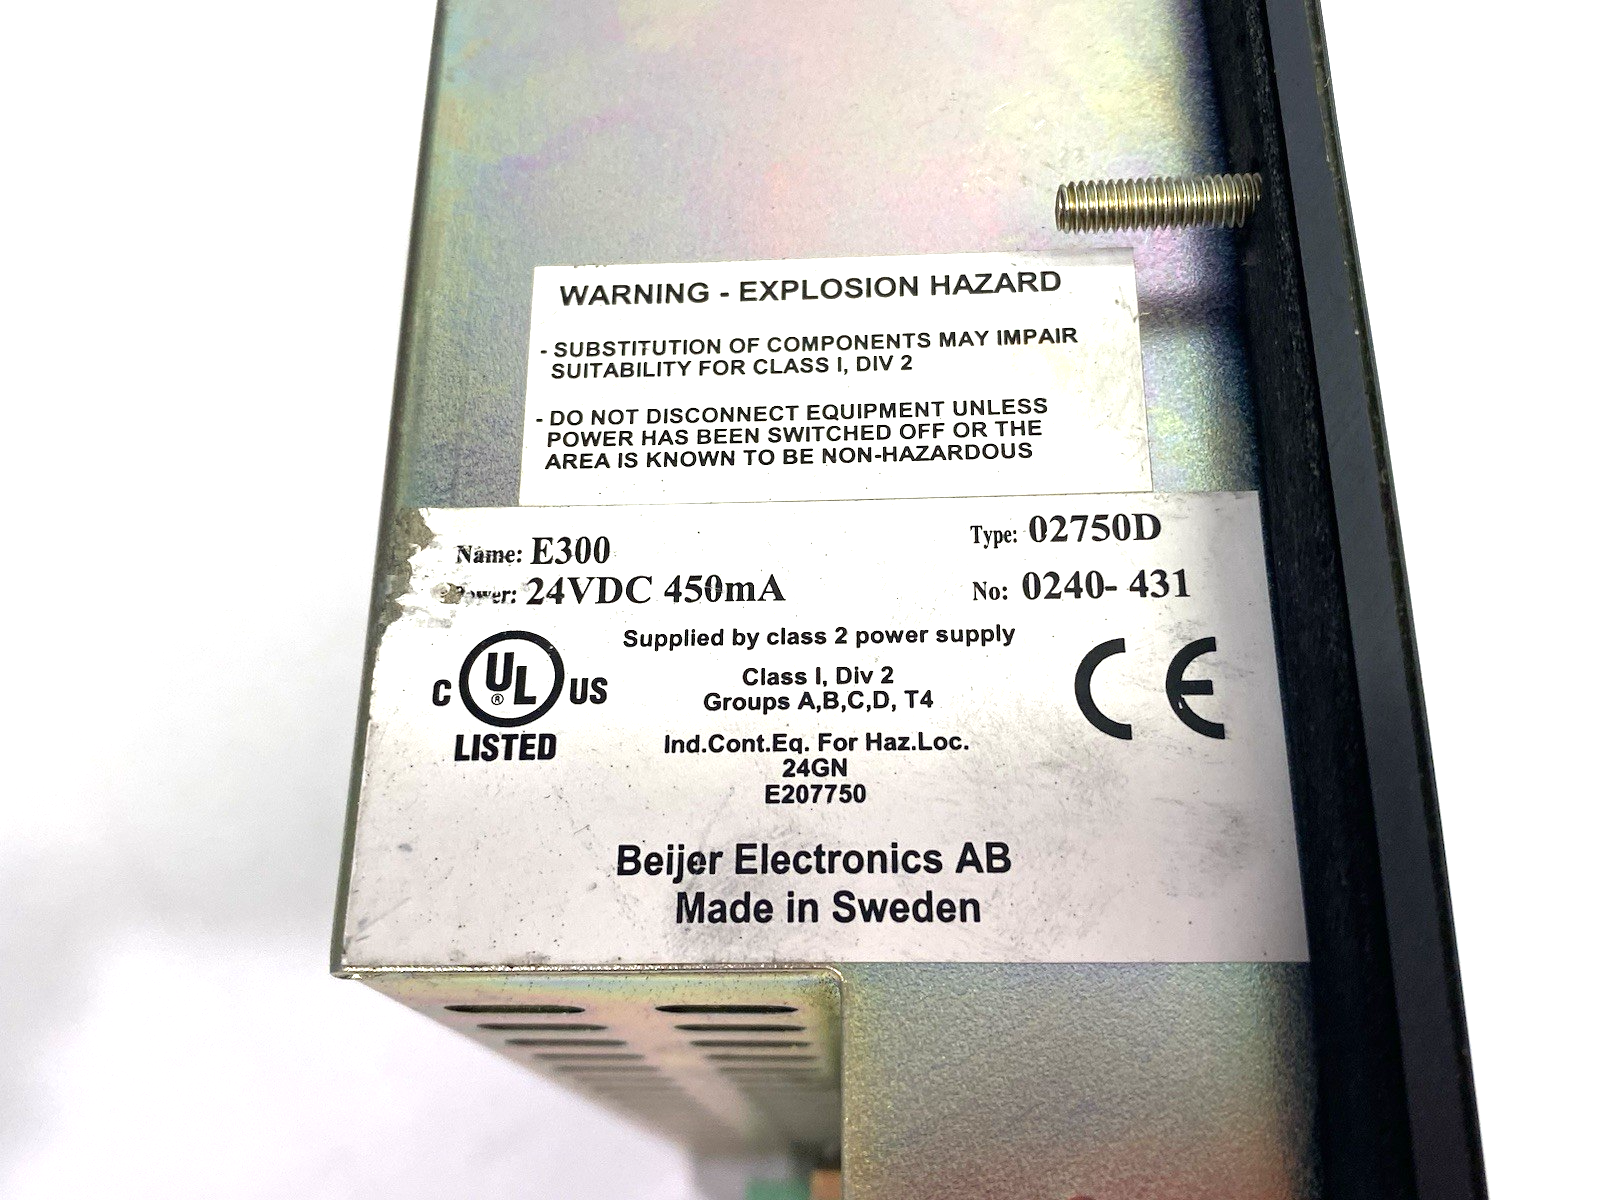 WARNING - EXPLOSION HAZARD
- SUBSTITUTION OF COMPONENTS MAY IMPAIR
SUITABILITY FOR CLASS I, DIV 2
- DO NOT DISCONNECT EQUIPMENT UNLESS
POWER HAS BEEN SWITCHED OFF OR THE
AREA IS KNOWN TO BE NON-HAZARDOUS
Name: E300 Type: 02750D
Power: 24VDC 450mA No: 0240- 431
Supplied by class 2 power supply
C UL ® US
LISTED
Class I, Div 2
Groups A,B,C,D, T4
CE
Ind.Cont.Eq. For Haz.Loc.
24GN
E207750
Beijer Electronics AB
Made in Sweden